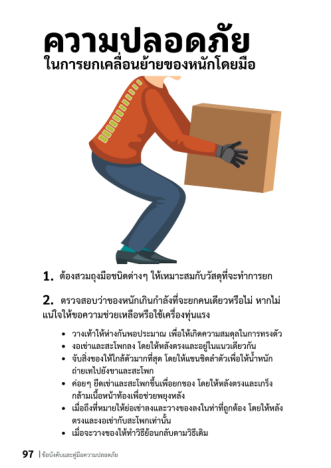 ความปลอดภัย
ในการยกเคลื่อนย้ายของหนักโดยมือ
1. ต้องสวมถุงมือชนิดต่างๆ ให้เหมาะสมกับวัสดุที่จะทำการยก
2. ตรวจสอบว่าของหนักเกินกำลังที่จะยกคนเดียวหรือไม่ หากไม่
แน่ใจให้ขอความช่วยเหลือหรือใช้เครื่องทุ่นแรง
• วางเท้าให้ห่างกันพอประมาณ เพื่อให้เกิดความสมดุลในการทรงตัว
• งอเข่าและสะโพกลง โดยให้หลังตรงและอยู่ในแนวเดียวกัน
• จับสิ่งของให้ใกล้ตัวมากที่สุด โดยให้แขนชิดลำตัวเพื่อให้น้ำหนัก
ถ่ายเทไปยังขาและสะโพก
• ค่อยๆ ยืดเข่าและสะโพกขึ้นเพื่อยกของ โดยให้หลังตรงและเกร็ง
กล้ามเนื้อหน้าท้องเพื่อช่วยพยุงหลัง
• เมื่อถึงที่หมายให้ย่อเข่าลงและวางของลงในท่าที่ถูกต้อง โดยให้หลัง
ตรงและงอเข่ากับสะโพกเท่านั้น
• เมื่อจะวางของให้ทำวิธีย้อนกลับตามวิธีเดิม
97 | ข้อบังคับและคู่มือความปลอดภัย